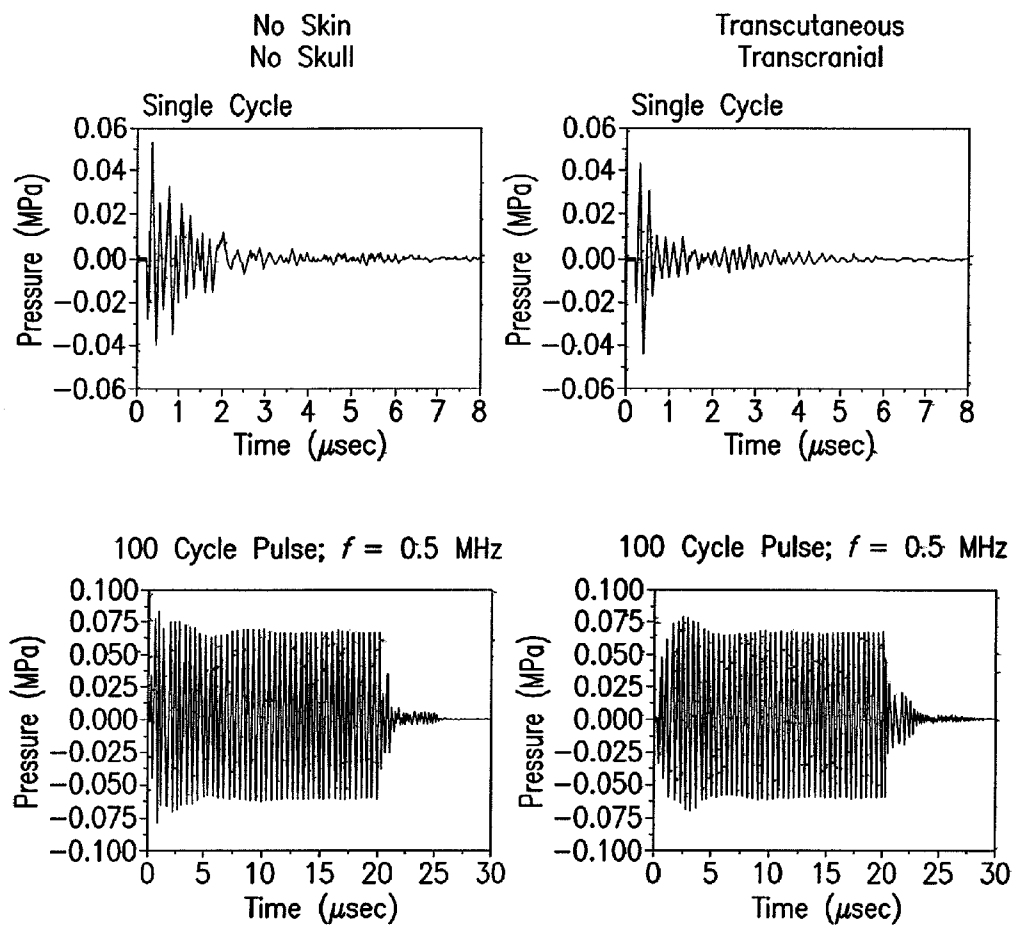 No Skin
No Skull
Transcutaneous
Transcranial
Single Cycle
0.06
0.04
0.02
0.00
−0.02
−0.04
−0.06
Pressure (MPa)
0 1 2 3 4 5 6 7 8
Time (μsec)
Single Cycle
0.06
0.04
0.02
0.00
−0.02
−0.04
−0.06
Pressure (MPa)
0 1 2 3 4 5 6 7 8
Time (μsec)
100 Cycle Pulse; f = 0.5 MHz
0.100
0.075
0.050
0.025
0.000
−0.025
−0.050
−0.075
−0.100
Pressure (MPa)
0 5 10 15 20 25 30
Time (μsec)
100 Cycle Pulse; f = 0.5 MHz
0.100
0.075
0.050
0.025
0.000
−0.025
−0.050
−0.075
−0.100
Pressure (MPa)
0 5 10 15 20 25 30
Time (μsec)